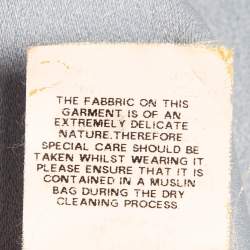 THE FABBRIC ON THIS
GARMENT IS OF AN
EXTREMELY DELICATE
NATURE.THEREFORE
SPECIAL CARE SHOULD BE
TAKEN WHILST WEARING IT
PLEASE ENSURE THAT IT IS
CONTAINED IN A MUSLIN
BAG DURING THE DRY
CLEANING PROCESS